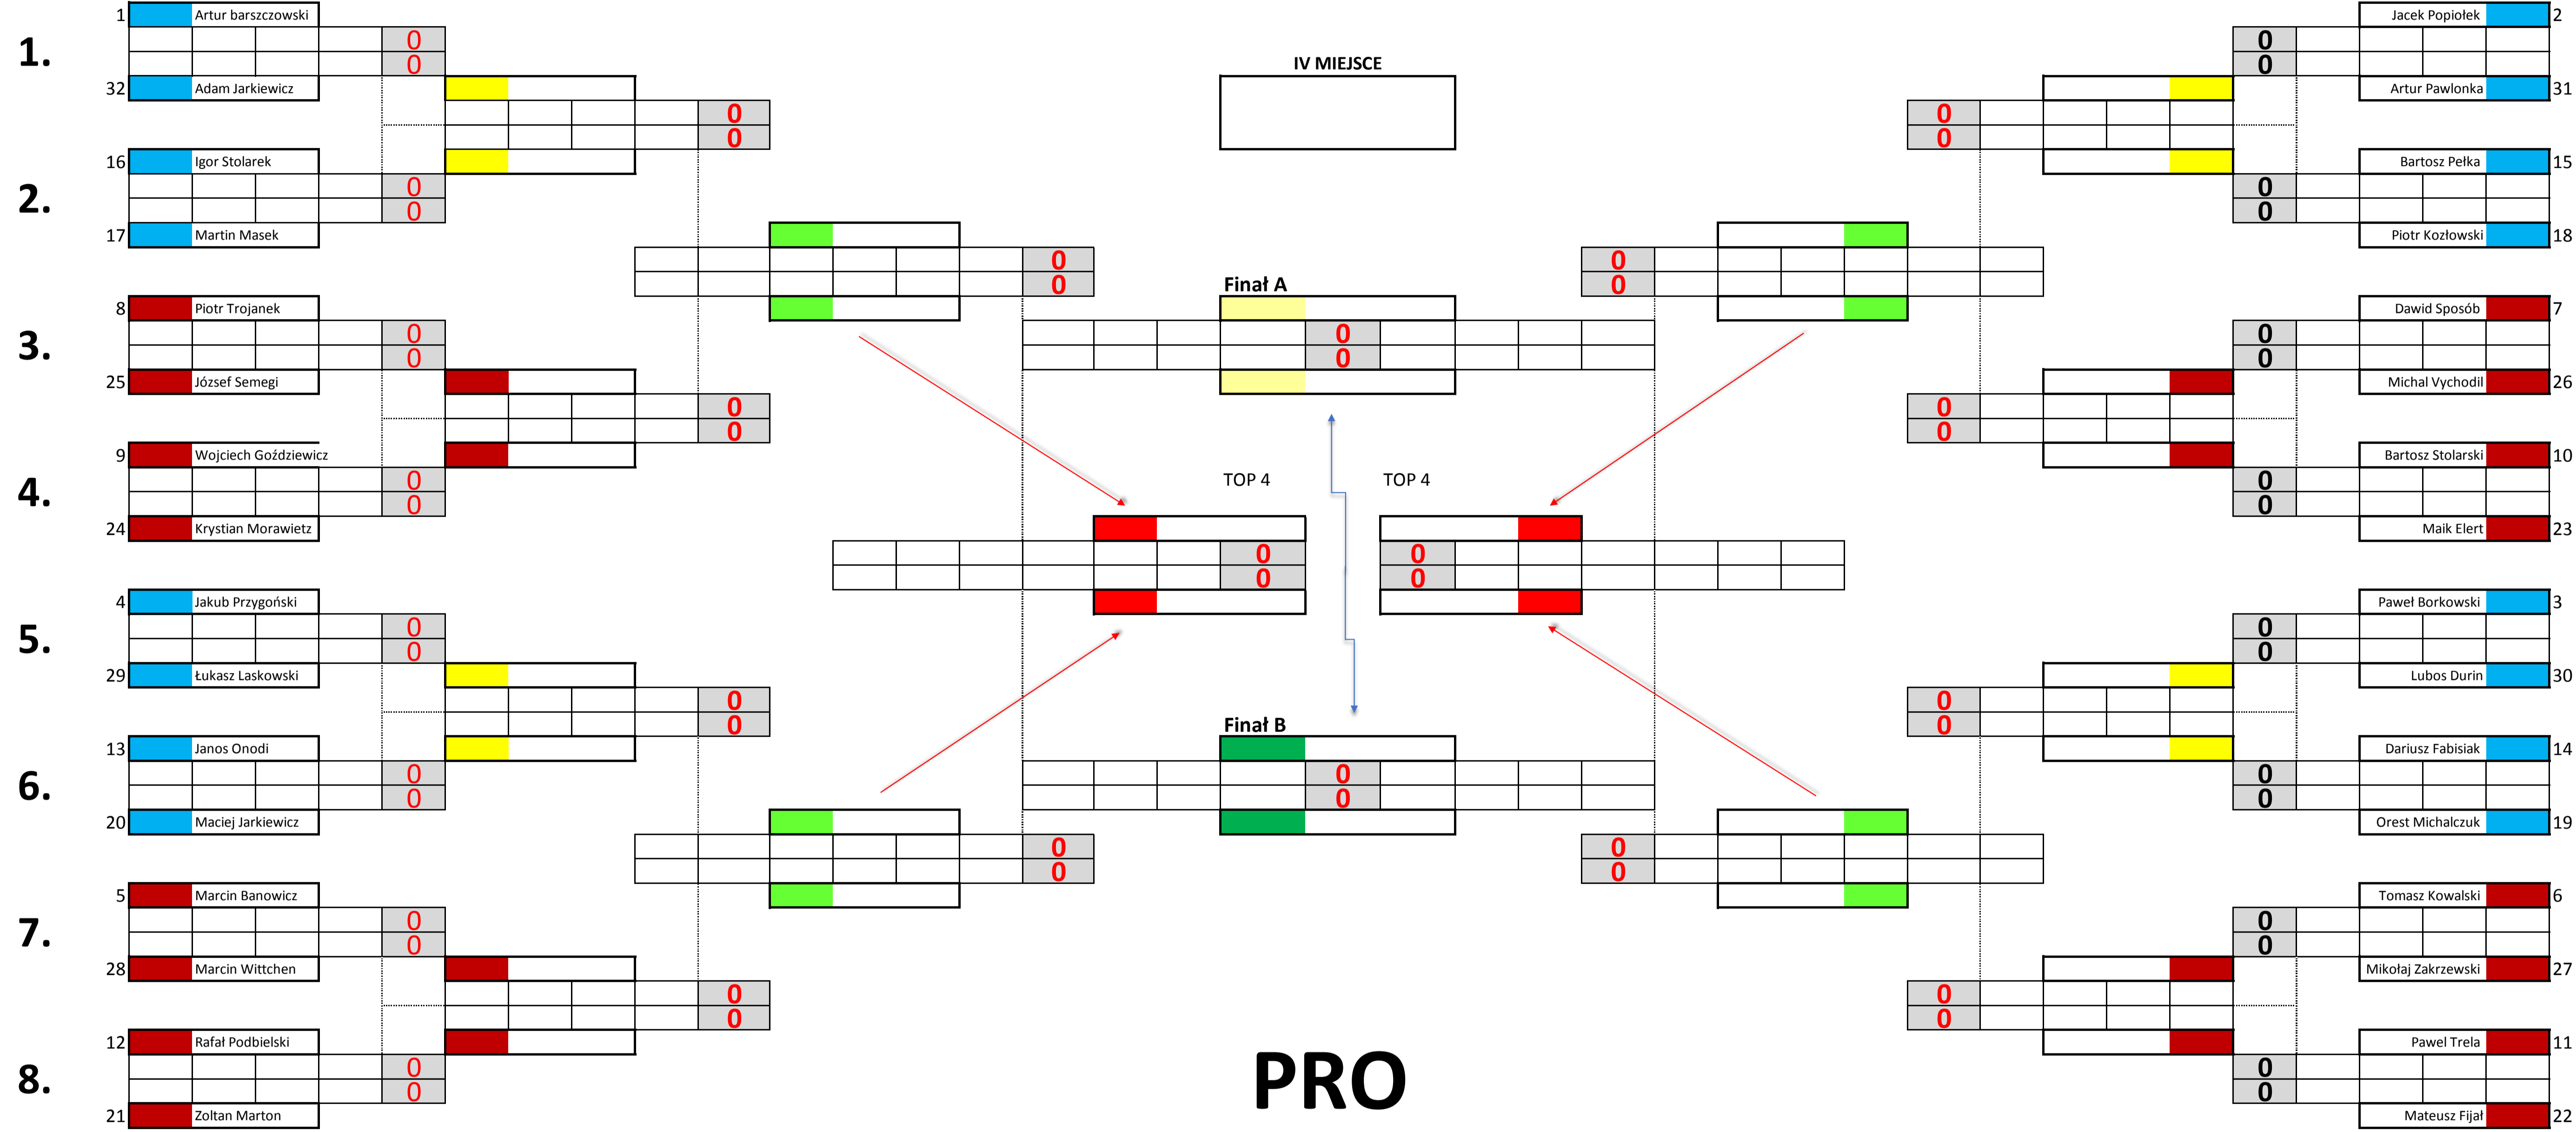 1 Artur barszczowski
0
1.
0
32 Adam Jarkiewicz
0
0
16 Igor Stolarek
0
2.
0
17 Martin Masek
0
0
8 Piotr Trojanek
0
3.
0
25 József Semegi
0
0
9 Wojciech Goździewicz
0
4.
0
24 Krystian Morawietz
4 Jakub Przygoński
0
5.
0
29 Łukasz Laskowski
0
0
13 Janos Onodi
0
6.
0
20 Maciej Jarkiewicz
0
0
5 Marcin Banowicz
0
7.
0
28 Marcin Wittchen
0
0
12 Rafał Podbielski
0
8.
0
21 Zoltan Marton
IV MIEJSCE
Finał A
0
0
TOP 4
TOP 4
0
0
0
0
Finał B
0
0
PRO
Jacek Popiołek 2
0
0
Artur Pawlonka 31
0
0
Bartosz Pełka 15
0
0
Piotr Kozłowski 18
0
0
Dawid Sposób 7
0
0
Michal Vychodil 26
0
0
Bartosz Stolarski 10
0
0
Maik Elert 23
Paweł Borkowski 3
0
0
Lubos Durin 30
0
0
Dariusz Fabisiak 14
0
0
Orest Michalczuk 19
0
0
Tomasz Kowalski 6
0
0
Mikołaj Zakrzewski 27
0
0
Pawel Trela 11
0
0
Mateusz Fijał 22